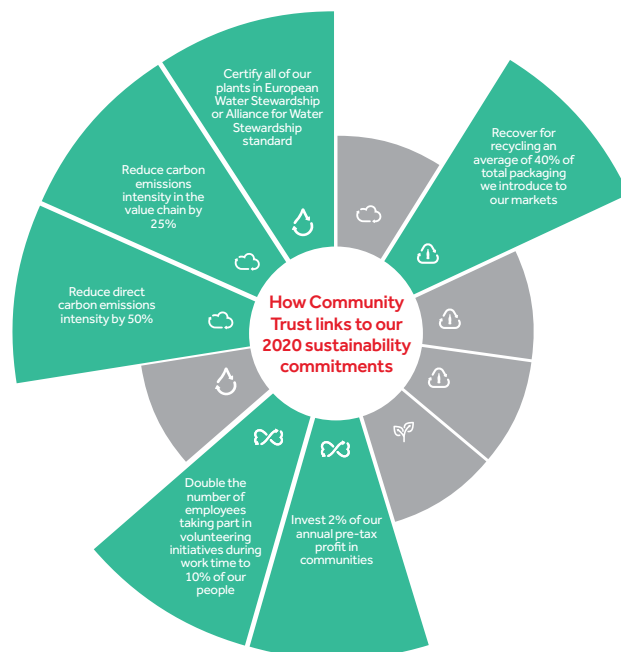 Certify all of our
plants in European
Water Stewardship
or Alliance for Water
Stewardship
standard
Recover for
recycling an
average of 40% of
total packaging
we introduce to
our markets
Reduce carbon
emissions
intensity in the
value chain by
25%
Reduce direct
carbon emissions
intensity by 50%
How Community
Trust links to our
2020 sustainability
commitments
Double the
number of
employees
taking part in
volunteering
initiatives during
work time to
10% of our
people
Invest 2% of our
annual pre-tax
profit in
communities